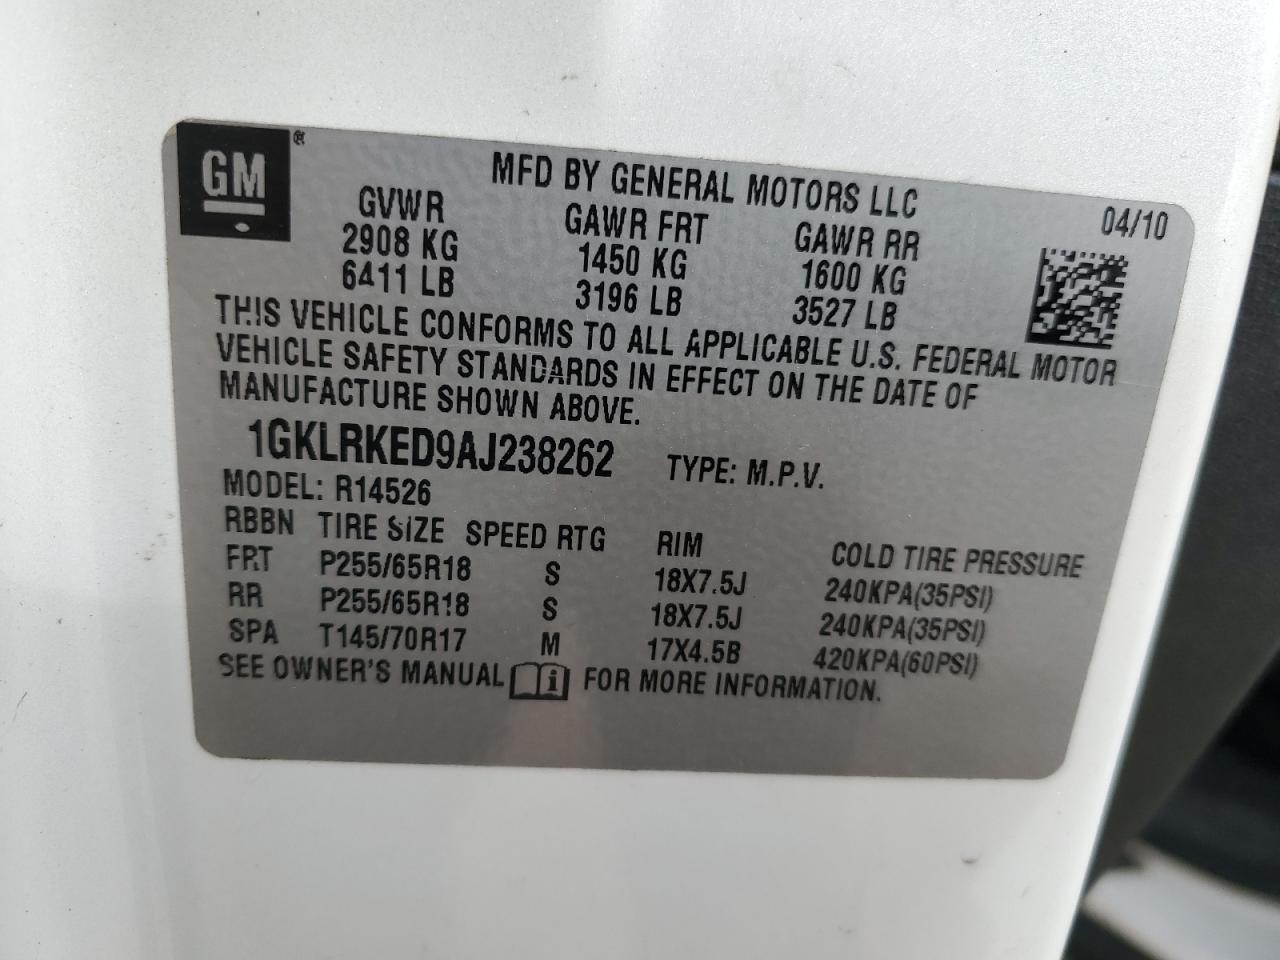 GM ®
MFD BY GENERAL MOTORS LLC 04/10
GVWR GAWR FRT GAWR RR
2908 KG 1450 KG 1600 KG
6411 LB 3196 LB 3527 LB
THIS VEHICLE CONFORMS TO ALL APPLICABLE U.S. FEDERAL MOTOR
VEHICLE SAFETY STANDARDS IN EFFECT ON THE DATE OF
MANUFACTURE SHOWN ABOVE.
1GKLRKED9AJ238262 TYPE: M.P.V.
MODEL: R14526
RBBN TIRE SIZE SPEED RTG RIM COLD TIRE PRESSURE
FRT P255/65R18 S 18X7.5J 240KPA(35PSI)
RR P255/65R18 S 18X7.5J 240KPA(35PSI)
SPA T145/70R17 M 17X4.5B 420KPA(60PSI)
SEE OWNER'S MANUAL i FOR MORE INFORMATION.